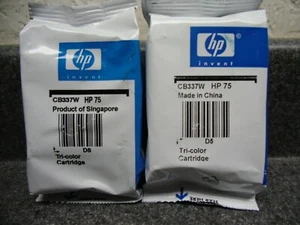 hp
invent
CB337W HP 75
Product of Singapore
D5
Tri-color
Cartridge
hp
invent
CB337W HP 75
Made in China
D5
Tri-color
Cartridge